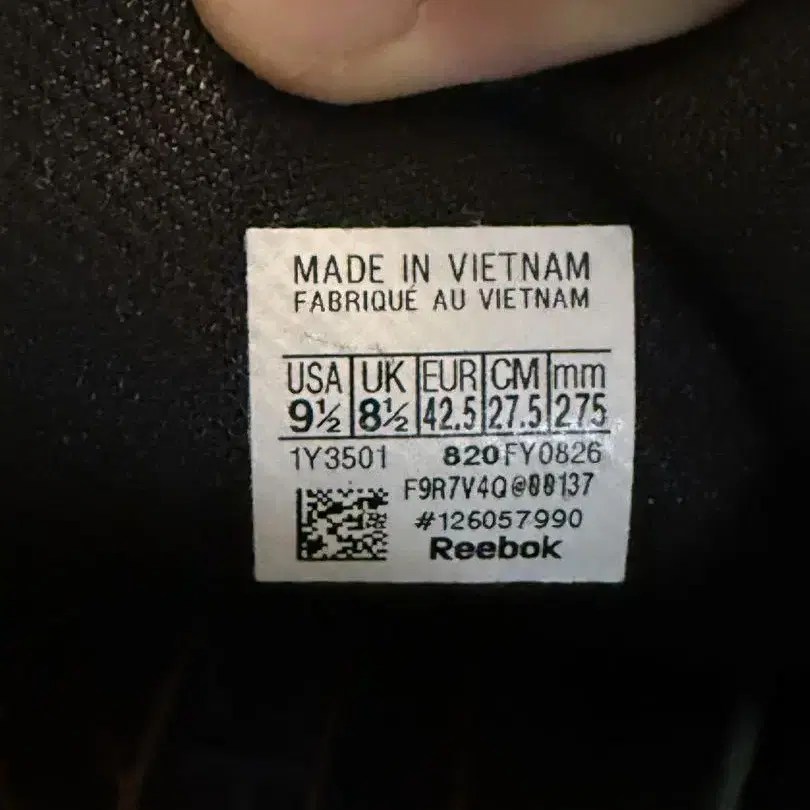 MADE IN VIETNAM
FABRIQUÉ AU VIETNAM
USA UK EUR CM mm
9½ 8½ 42.5 27.5 275
1Y3501 820FY0826
F9R7V4Q@00137
#126057990
Reebok